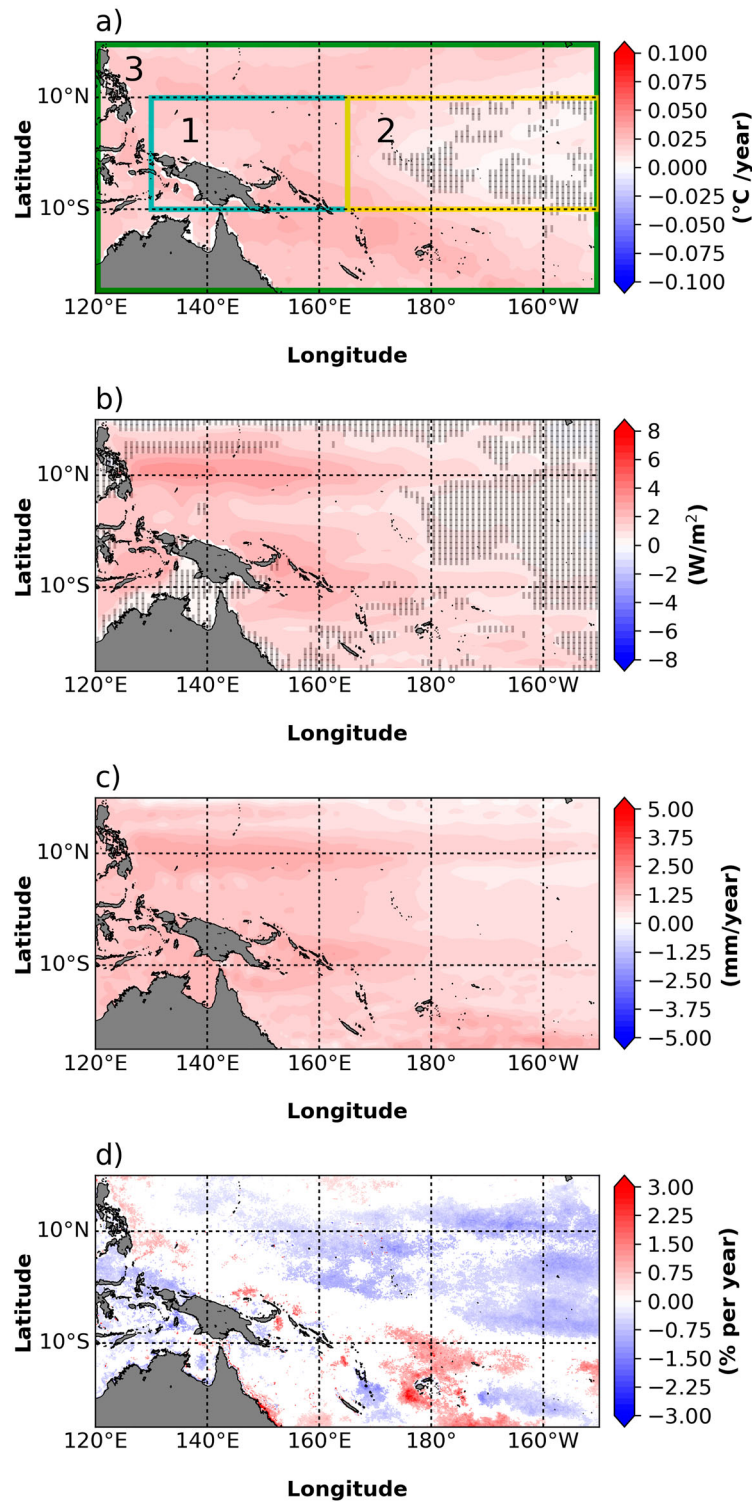 a)
3
1
2
10°N
10°S
Latitude
120°E
140°E
160°E
180°
160°W
Longitude
0.100
0.075
0.050
0.025
0.000
−0.025
−0.050
−0.075
−0.100
(°C /year)
b)
10°N
10°S
Latitude
120°E
140°E
160°E
180°
160°W
Longitude
8
6
4
2
0
−2
−4
−6
−8
(W/m²)
c)
10°N
10°S
Latitude
120°E
140°E
160°E
180°
160°W
Longitude
5.00
3.75
2.50
1.25
0.00
−1.25
−2.50
−3.75
−5.00
(mm/year)
d)
10°N
10°S
Latitude
120°E
140°E
160°E
180°
160°W
Longitude
3.00
2.25
1.50
0.75
0.00
−0.75
−1.50
−2.25
−3.00
(% per year)